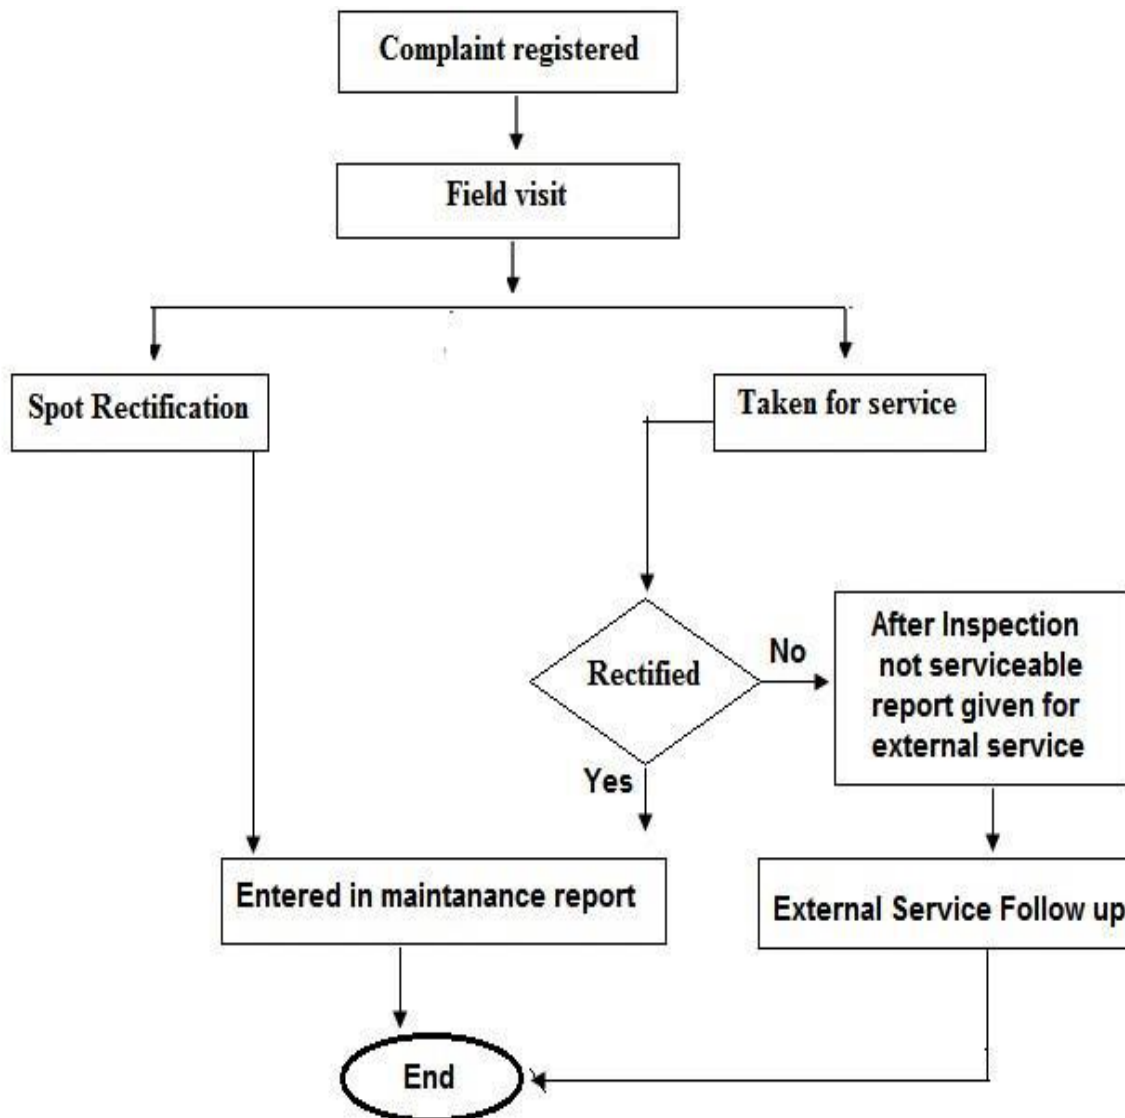 Complaint registered
Field visit
Spot Rectification
Taken for service
Rectified
No
After Inspection
not serviceable
report given for
external service
Yes
Entered in maintanance report
External Service Follow up
End